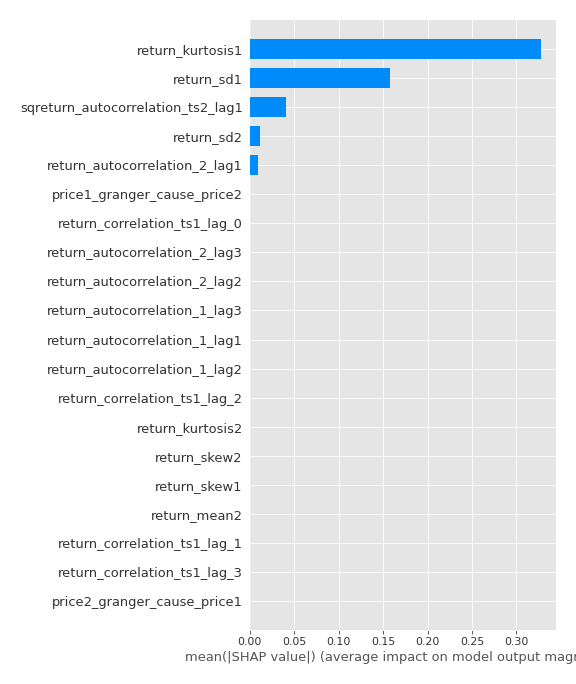 return_kurtosis1
return_sd1
sqreturn_autocorrelation_ts2_lag1
return_sd2
return_autocorrelation_2_lag1
price1_granger_cause_price2
return_correlation_ts1_lag_0
return_autocorrelation_2_lag3
return_autocorrelation_2_lag2
return_autocorrelation_1_lag3
return_autocorrelation_1_lag1
return_autocorrelation_1_lag2
return_correlation_ts1_lag_2
return_kurtosis2
return_skew2
return_skew1
return_mean2
return_correlation_ts1_lag_1
return_correlation_ts1_lag_3
price2_granger_cause_price1
0.00 0.05 0.10 0.15 0.20 0.25 0.30
mean(|SHAP value|) (average impact on model output magn